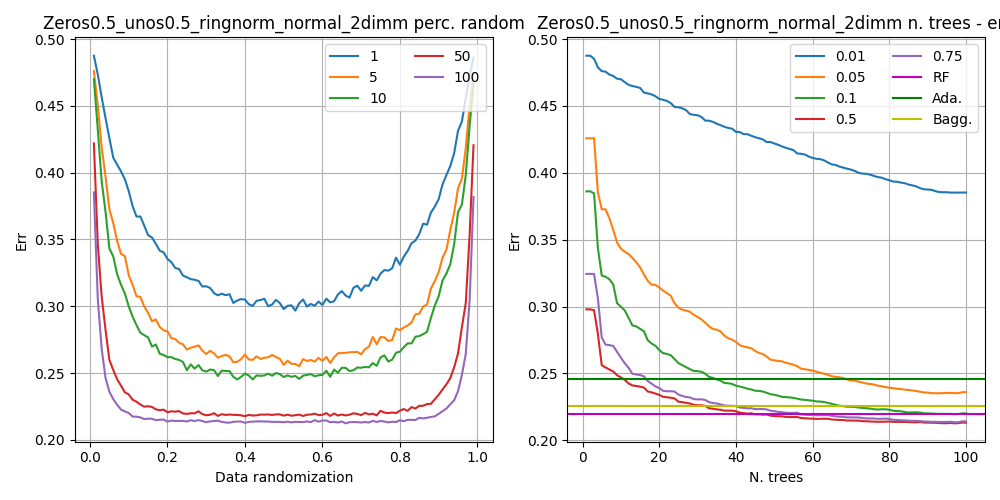 Zeros0.5_unos0.5_ringnorm_normal_2dimm perc. random
Err
0.50
0.45
0.40
0.35
0.30
0.25
0.20
0.0 0.2 0.4 0.6 0.8 1.0
Data randomization
1
5
10
50
100
Zeros0.5_unos0.5_ringnorm_normal_2dimm n. trees - er
Err
0.50
0.45
0.40
0.35
0.30
0.25
0.20
0 20 40 60 80 100
N. trees
0.01
0.05
0.1
0.5
0.75
RF
Ada.
Bagg.